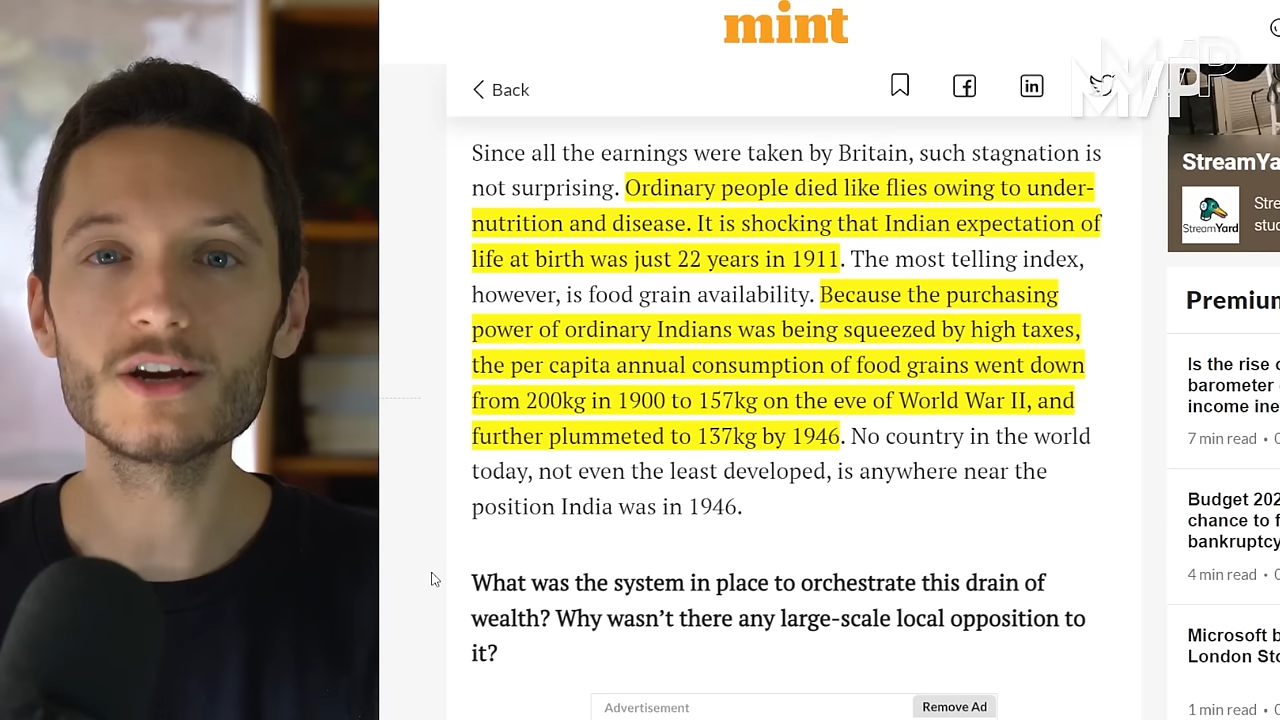 mint
Back
Since all the earnings were taken by Britain, such stagnation is
not surprising. Ordinary people died like flies owing to under-
nutrition and disease. It is shocking that Indian expectation of
life at birth was just 22 years in 1911. The most telling index,
however, is food grain availability. Because the purchasing
power of ordinary Indians was being squeezed by high taxes,
the per capita annual consumption of food grains went down
from 200kg in 1900 to 157kg on the eve of World War II, and
further plummeted to 137kg by 1946. No country in the world
today, not even the least developed, is anywhere near the
position India was in 1946.
What was the system in place to orchestrate this drain of
wealth? Why wasn’t there any large-scale local opposition to
it?
Advertisement
Remove Ad
StreamYa
StreamYard
Stre
stud
Premium
Is the rise
barometer
income ine
7 min read
Budget 202
chance to f
bankruptcy
4 min read
Microsoft b
London Sto
1 min read